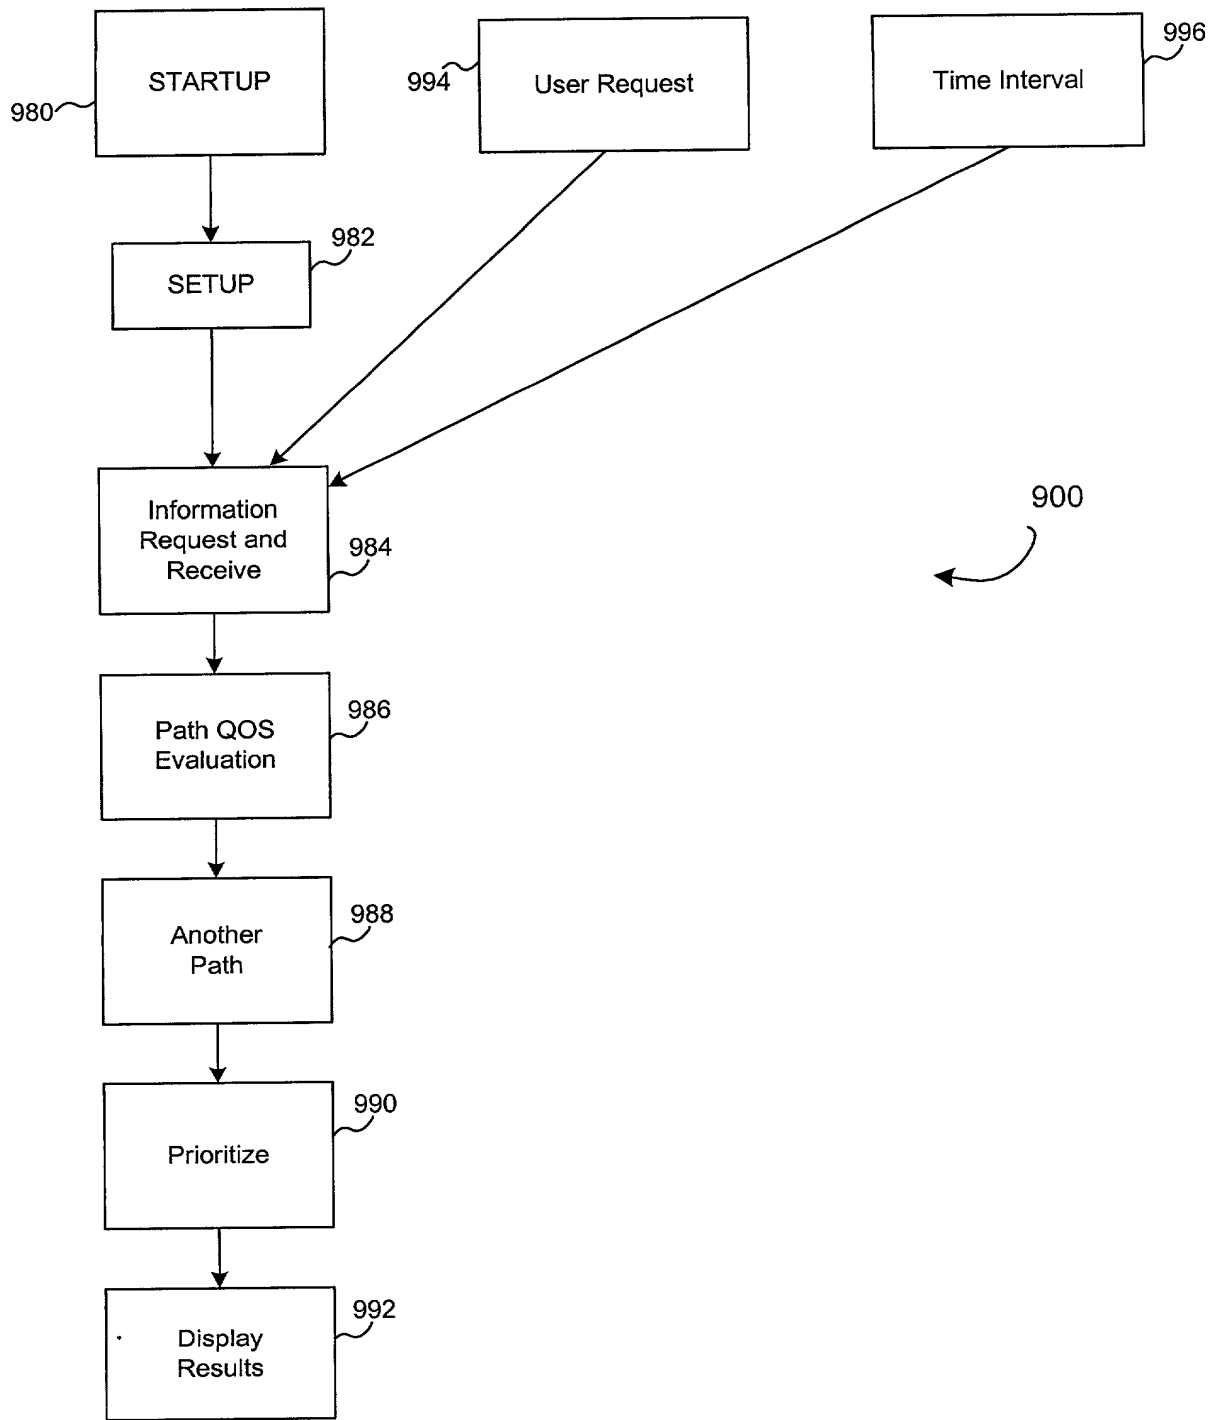 STARTUP
980
User Request
994
Time Interval
996
SETUP
982
Information
Request and
Receive
984
900
Path QOS
Evaluation
986
Another
Path
988
Prioritize
990
Display
Results
992